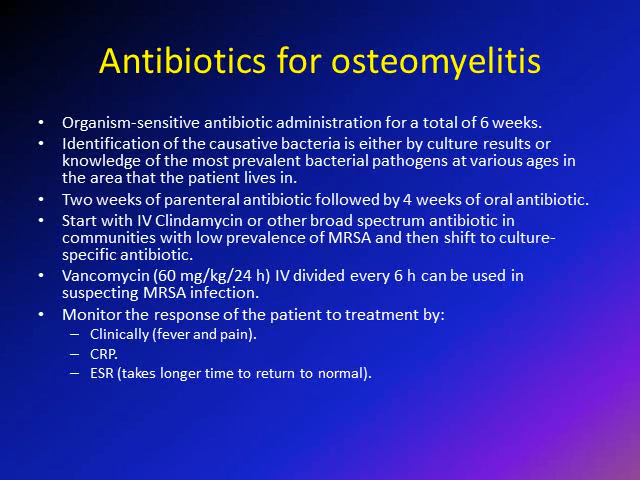 Antibiotics for osteomyelitis
• Organism-sensitive antibiotic administration for a total of 6 weeks.
• Identification of the causative bacteria is either by culture results or
knowledge of the most prevalent bacterial pathogens at various ages in
the area that the patient lives in.
• Two weeks of parenteral antibiotic followed by 4 weeks of oral antibiotic.
• Start with IV Clindamycin or other broad spectrum antibiotic in
communities with low prevalence of MRSA and then shift to culture-
specific antibiotic.
• Vancomycin (60 mg/kg/24 h) IV divided every 6 h can be used in
suspecting MRSA infection.
• Monitor the response of the patient to treatment by:
– Clinically (fever and pain).
– CRP.
– ESR (takes longer time to return to normal).